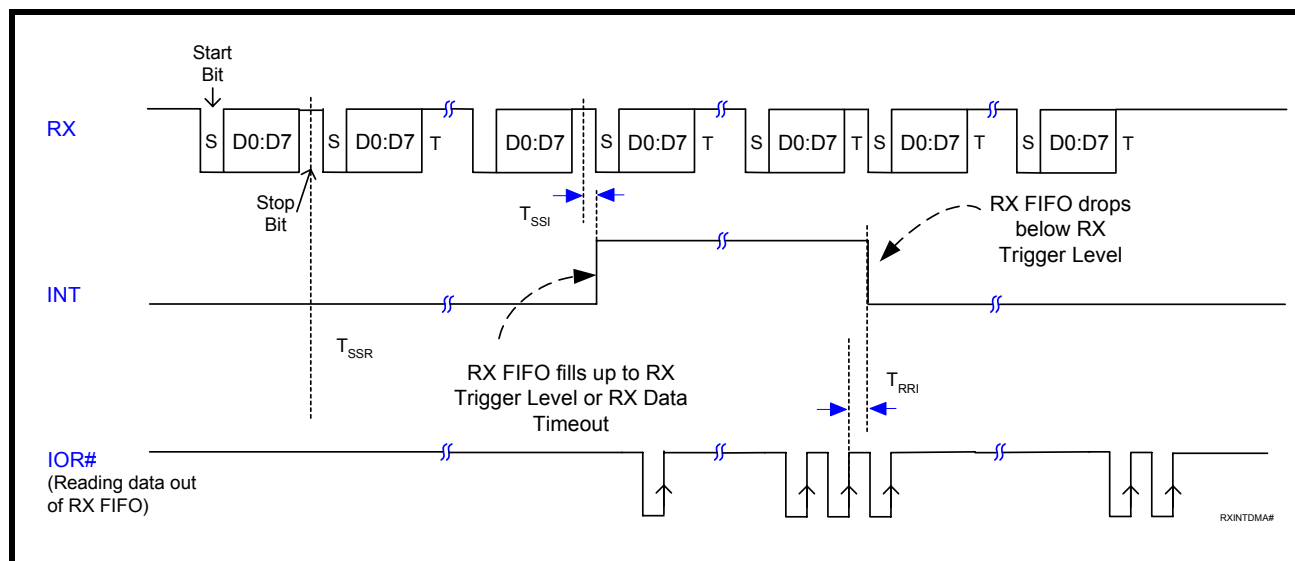 Start
Bit
RX
S D0:D7 S D0:D7 T D0:D7 S D0:D7 T S D0:D7 T S D0:D7 T S D0:D7 T
Stop
Bit
TSSI
RX FIFO drops
below RX
Trigger Level
INT
TSSR
RX FIFO fills up to RX
Trigger Level or RX Data
Timeout
TRRI
IOR#
(Reading data out
of RX FIFO)
RXINTDMA#